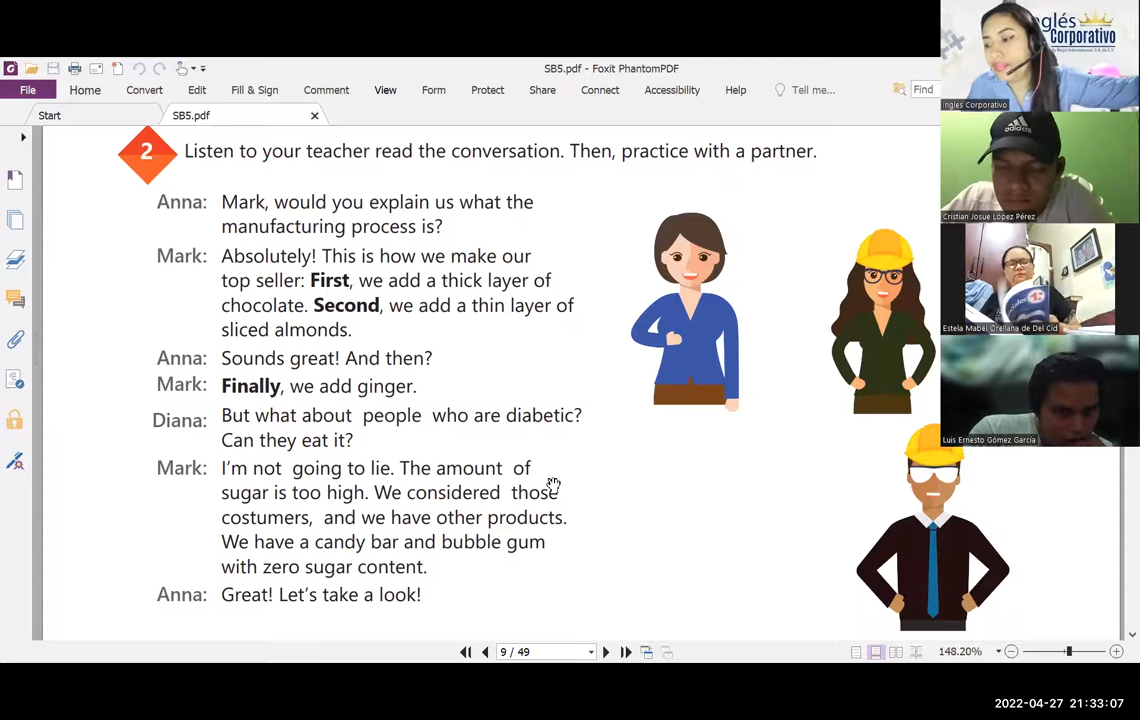 SB5.pdf - Foxit PhantomPDF
File Home Convert Edit Fill & Sign Comment View Form Protect Share Connect Accessibility Help Tell me... Find
Start SB5.pdf
2 Listen to your teacher read the conversation. Then, practice with a partner.
Anna: Mark, would you explain us what the
manufacturing process is?
Mark: Absolutely! This is how we make our
top seller: First, we add a thick layer of
chocolate. Second, we add a thin layer of
sliced almonds.
Anna: Sounds great! And then?
Mark: Finally, we add ginger.
Diana: But what about people who are diabetic?
Can they eat it?
Mark: I'm not going to lie. The amount of
sugar is too high. We considered those
costumers, and we have other products.
We have a candy bar and bubble gum
with zero sugar content.
Anna: Great! Let's take a look!
9 / 49
148.20%
Inglés
Corporativo
Ingles Corporativo
adidas
Cristian Josue López Pérez
Estela Mabel Orellana de Del Cid
Luis Ernesto Gómez García
2022-04-27 21:33:07